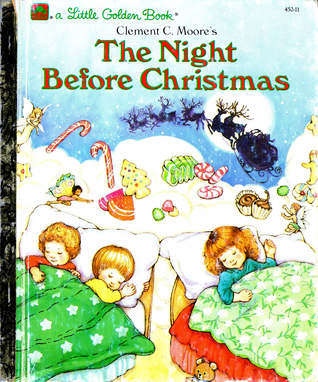 a Little Golden Book®
450-11
Clement C. Moore's
The Night
Before Christmas